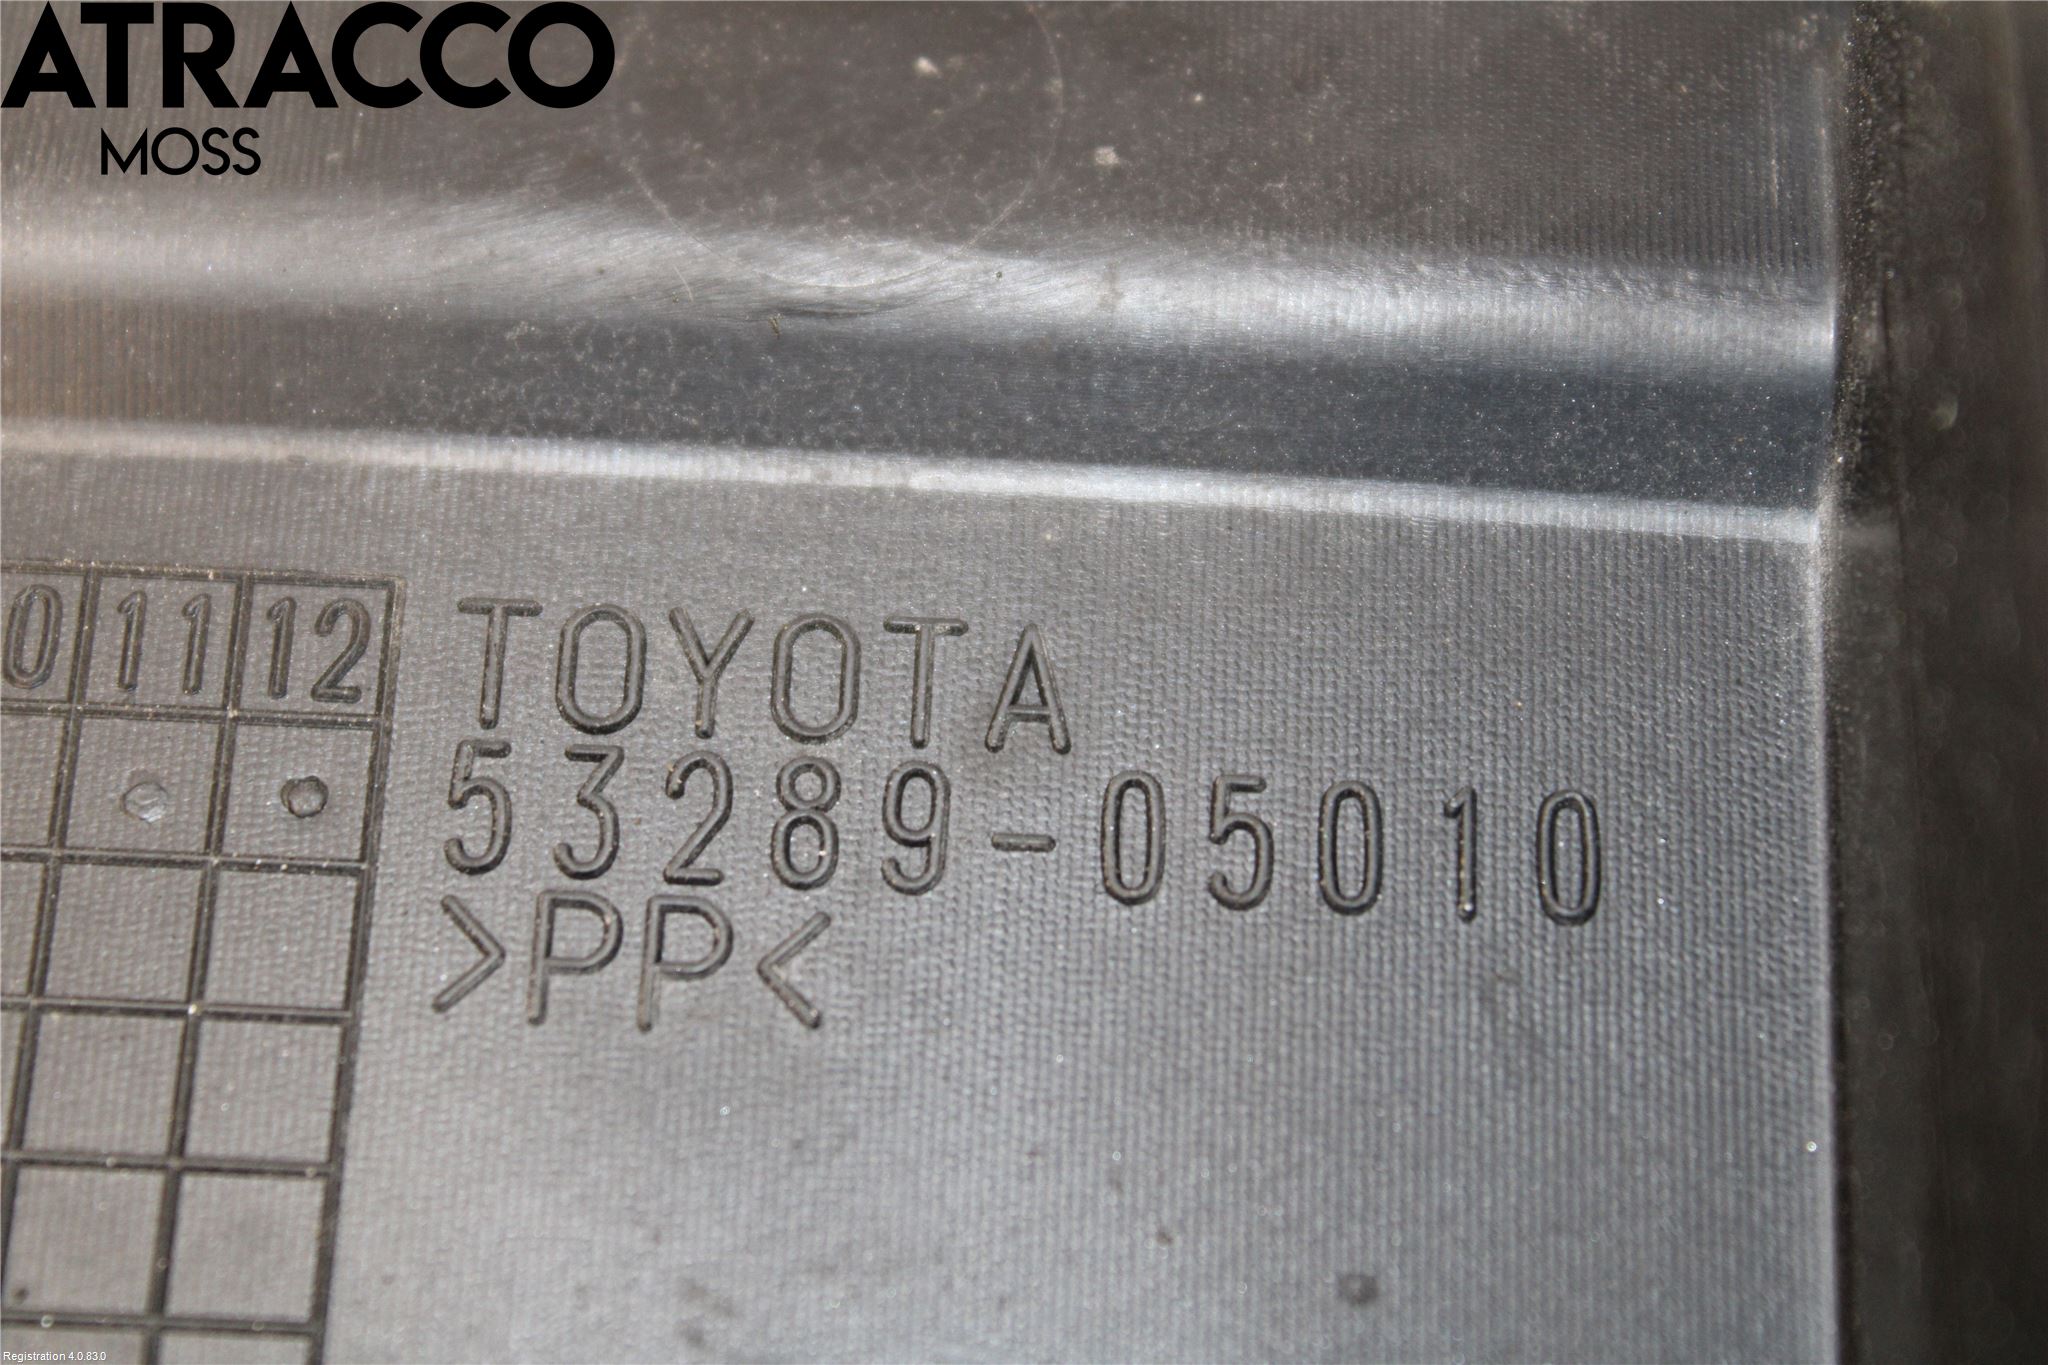 ATRACCO
MOSS
0 11 12
TOYOTA
53289-05010
>PP<
Registration 4.0.83.0